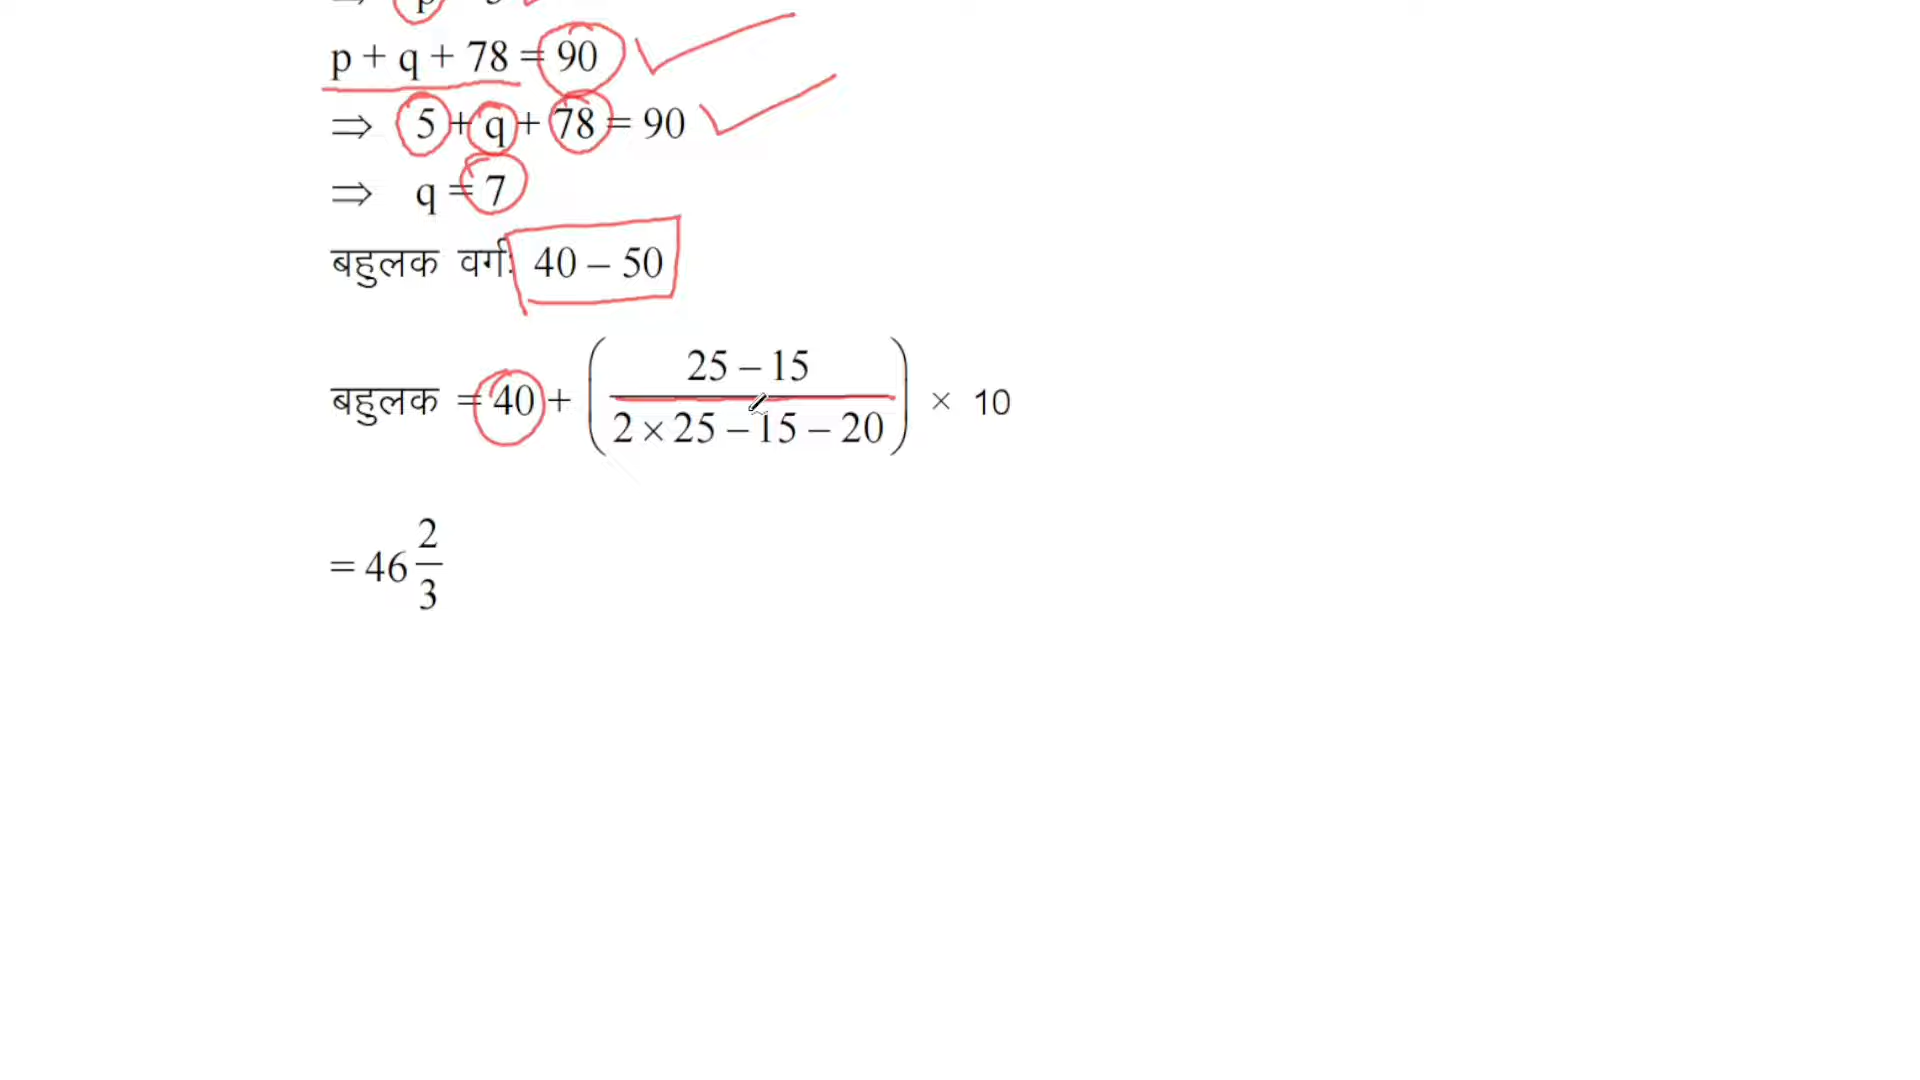 p + q + 78 = 90
⇒ 5 + q + 78 = 90
⇒ q = 7
बहुलक वर्ग: 40 – 50
बहुलक = 40 + ( 25 – 15 / 2 × 25 – 15 – 20 ) × 10
= 46 2/3